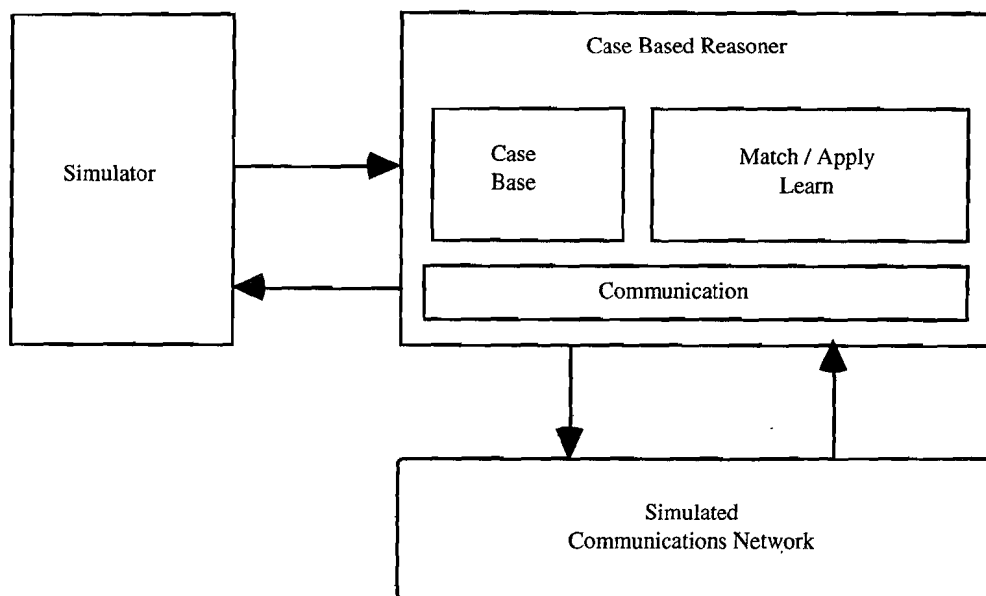 Case Based Reasoner
Simulator
Case
Base
Match / Apply
Learn
Communication
Simulated
Communications Network